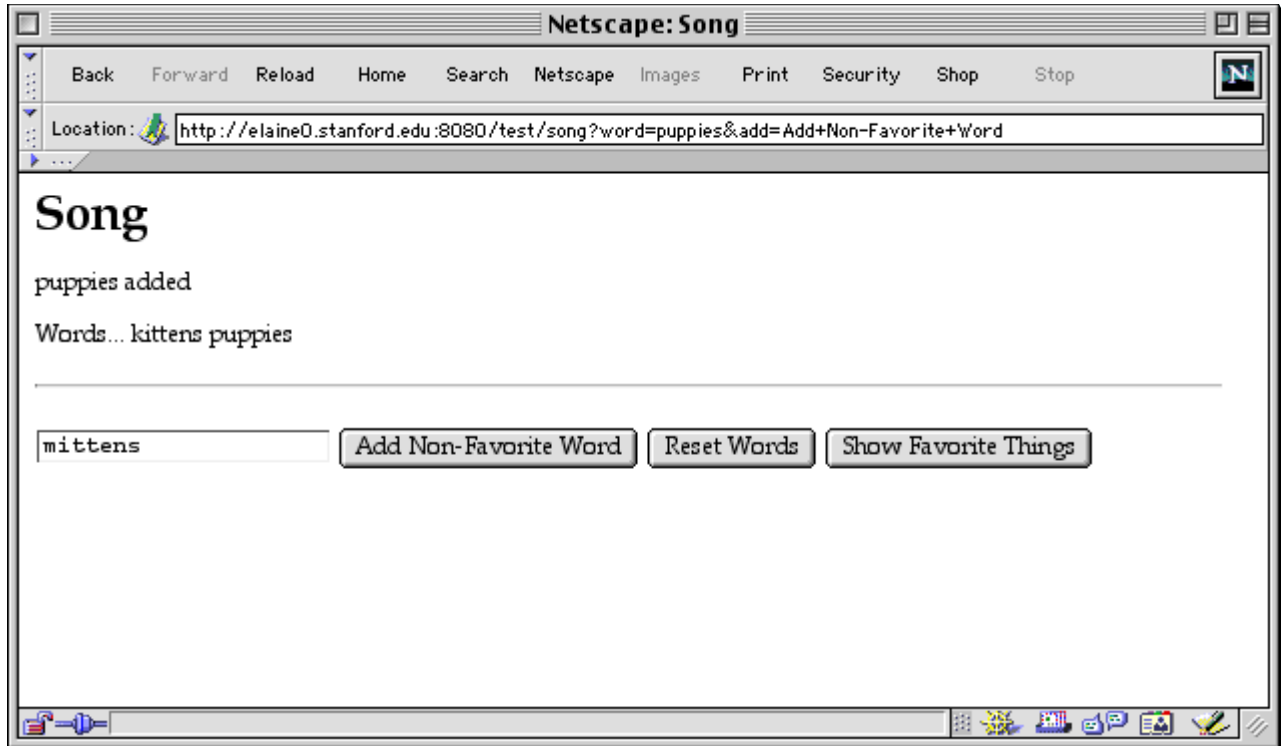 Netscape: Song
Back Forward Reload Home Search Netscape Images Print Security Shop Stop N
Location: http://elaine0.stanford.edu:8080/test/song?word=puppies&add=Add+Non-Favorite+Word
...
Song
puppies added
Words... kittens puppies
mittens Add Non-Favorite Word Reset Words Show Favorite Things